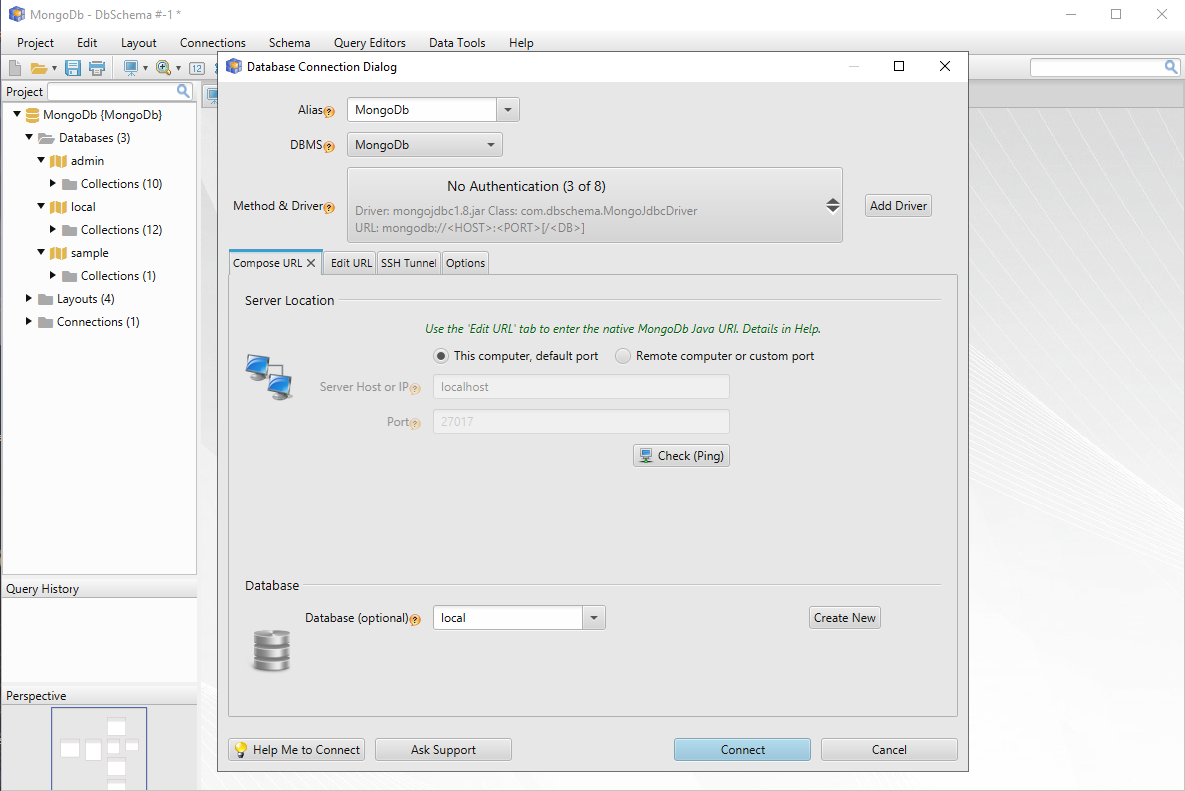 MongoDb - DbSchema #-1 *
Project Edit Layout Connections Schema Query Editors Data Tools Help
12
Project
MongoDb {MongoDb}
Databases (3)
admin
Collections (10)
local
Collections (12)
sample
Collections (1)
Layouts (4)
Connections (1)
Query History
Perspective
Database Connection Dialog
Alias MongoDb
DBMS MongoDb
Method & Driver
No Authentication (3 of 8)
Driver: mongojdbc1.8.jar Class: com.dbschema.MongoJdbcDriver
URL: mongodb://<HOST>:<PORT>[/<DB>]
Add Driver
Compose URL Edit URL SSH Tunnel Options
Server Location
Use the 'Edit URL' tab to enter the native MongoDb Java URI. Details in Help.
This computer, default port Remote computer or custom port
Server Host or IP localhost
Port 27017
Check (Ping)
Database
Database (optional) local Create New
Help Me to Connect Ask Support Connect Cancel